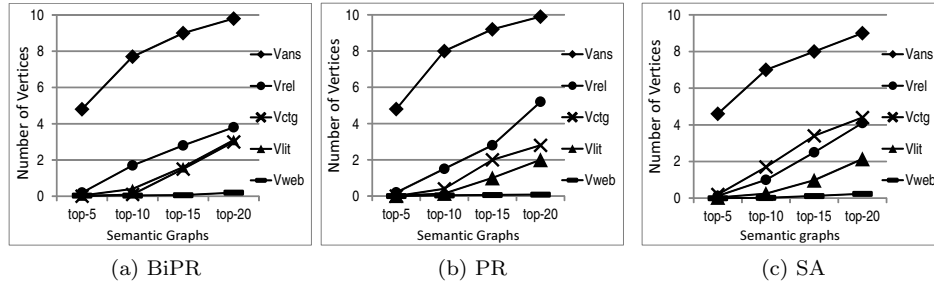 10
8
6
4
2
0
Number of Vertices
top-5 top-10 top-15 top-20
Semantic Graphs
Vans
Vrel
Vctg
Vlit
Vweb
(a) BiPR
10
8
6
4
2
0
Number of Vertices
top-5 top-10 top-15 top-20
Semantic Graphs
Vans
Vrel
Vctg
Vlit
Vweb
(b) PR
10
8
6
4
2
0
Number of Vertices
top-5 top-10 top-15 top-20
Semantic graphs
Vans
Vrel
Vctg
Vlit
Vweb
(c) SA